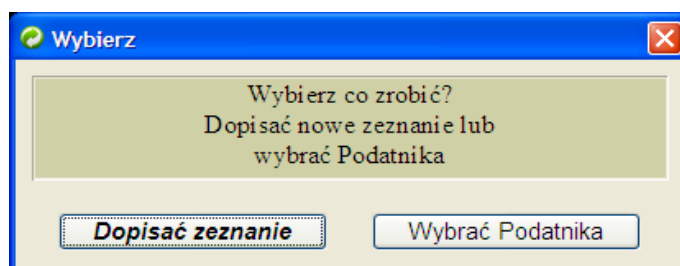 Wybierz
Wybierz co zrobić?
Dopisać nowe zeznanie lub
wybrać Podatnika
Dopisać zeznanie
Wybrać Podatnika